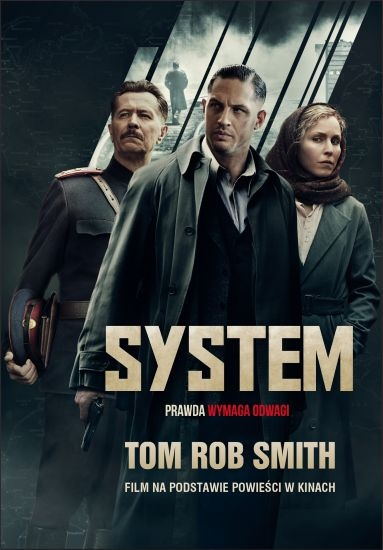 SYSTEM
PRAWDA WYMAGA ODWAGI
TOM ROB SMITH
FILM NA PODSTAWIE POWIEŚCI W KINACH